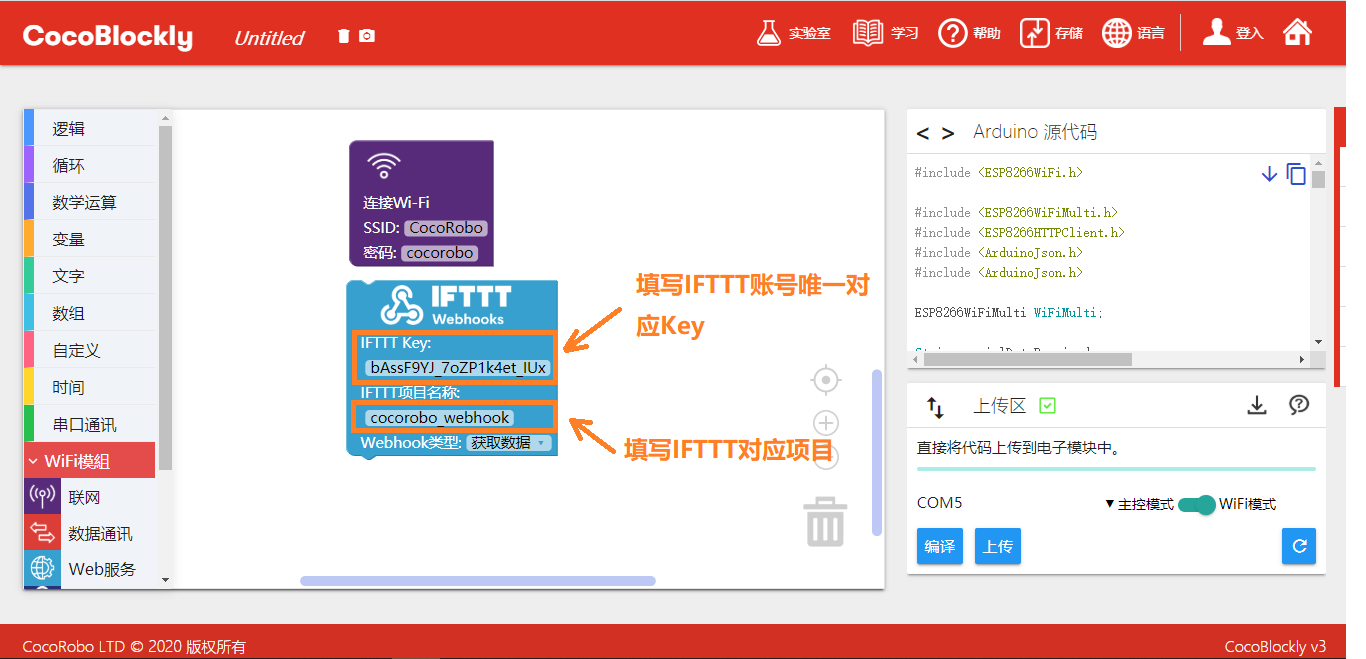 CocoBlockly
Untitled
实验室
学习
帮助
存储
语言
登入
逻辑
循环
数学运算
变量
文字
数组
自定义
时间
串口通讯
WiFi模組
联网
数据通讯
Web服务
连接Wi-Fi
SSID: CocoRobo
密码: cocorobo
IFTTT
Webhooks
IFTTT Key:
bAssF9YJ_7oZP1k4et_IUx
IFTTT项目名称:
cocorobo_webhook
Webhook类型: 获取数据
填写IFTTT账号唯一对
应Key
填写IFTTT对应项目
< > Arduino 源代码
#include <ESP8266WiFi.h>
#include <ESP8266WiFiMulti.h>
#include <ESP8266HTTPClient.h>
#include <ArduinoJson.h>
#include <ArduinoJson.h>
ESP8266WiFiMulti WiFiMulti;
上传区
直接将代码上传到电子模块中。
COM5
▼主控模式 WiFi模式
编译
上传
CocoRobo LTD © 2020 版权所有
CocoBlockly v3